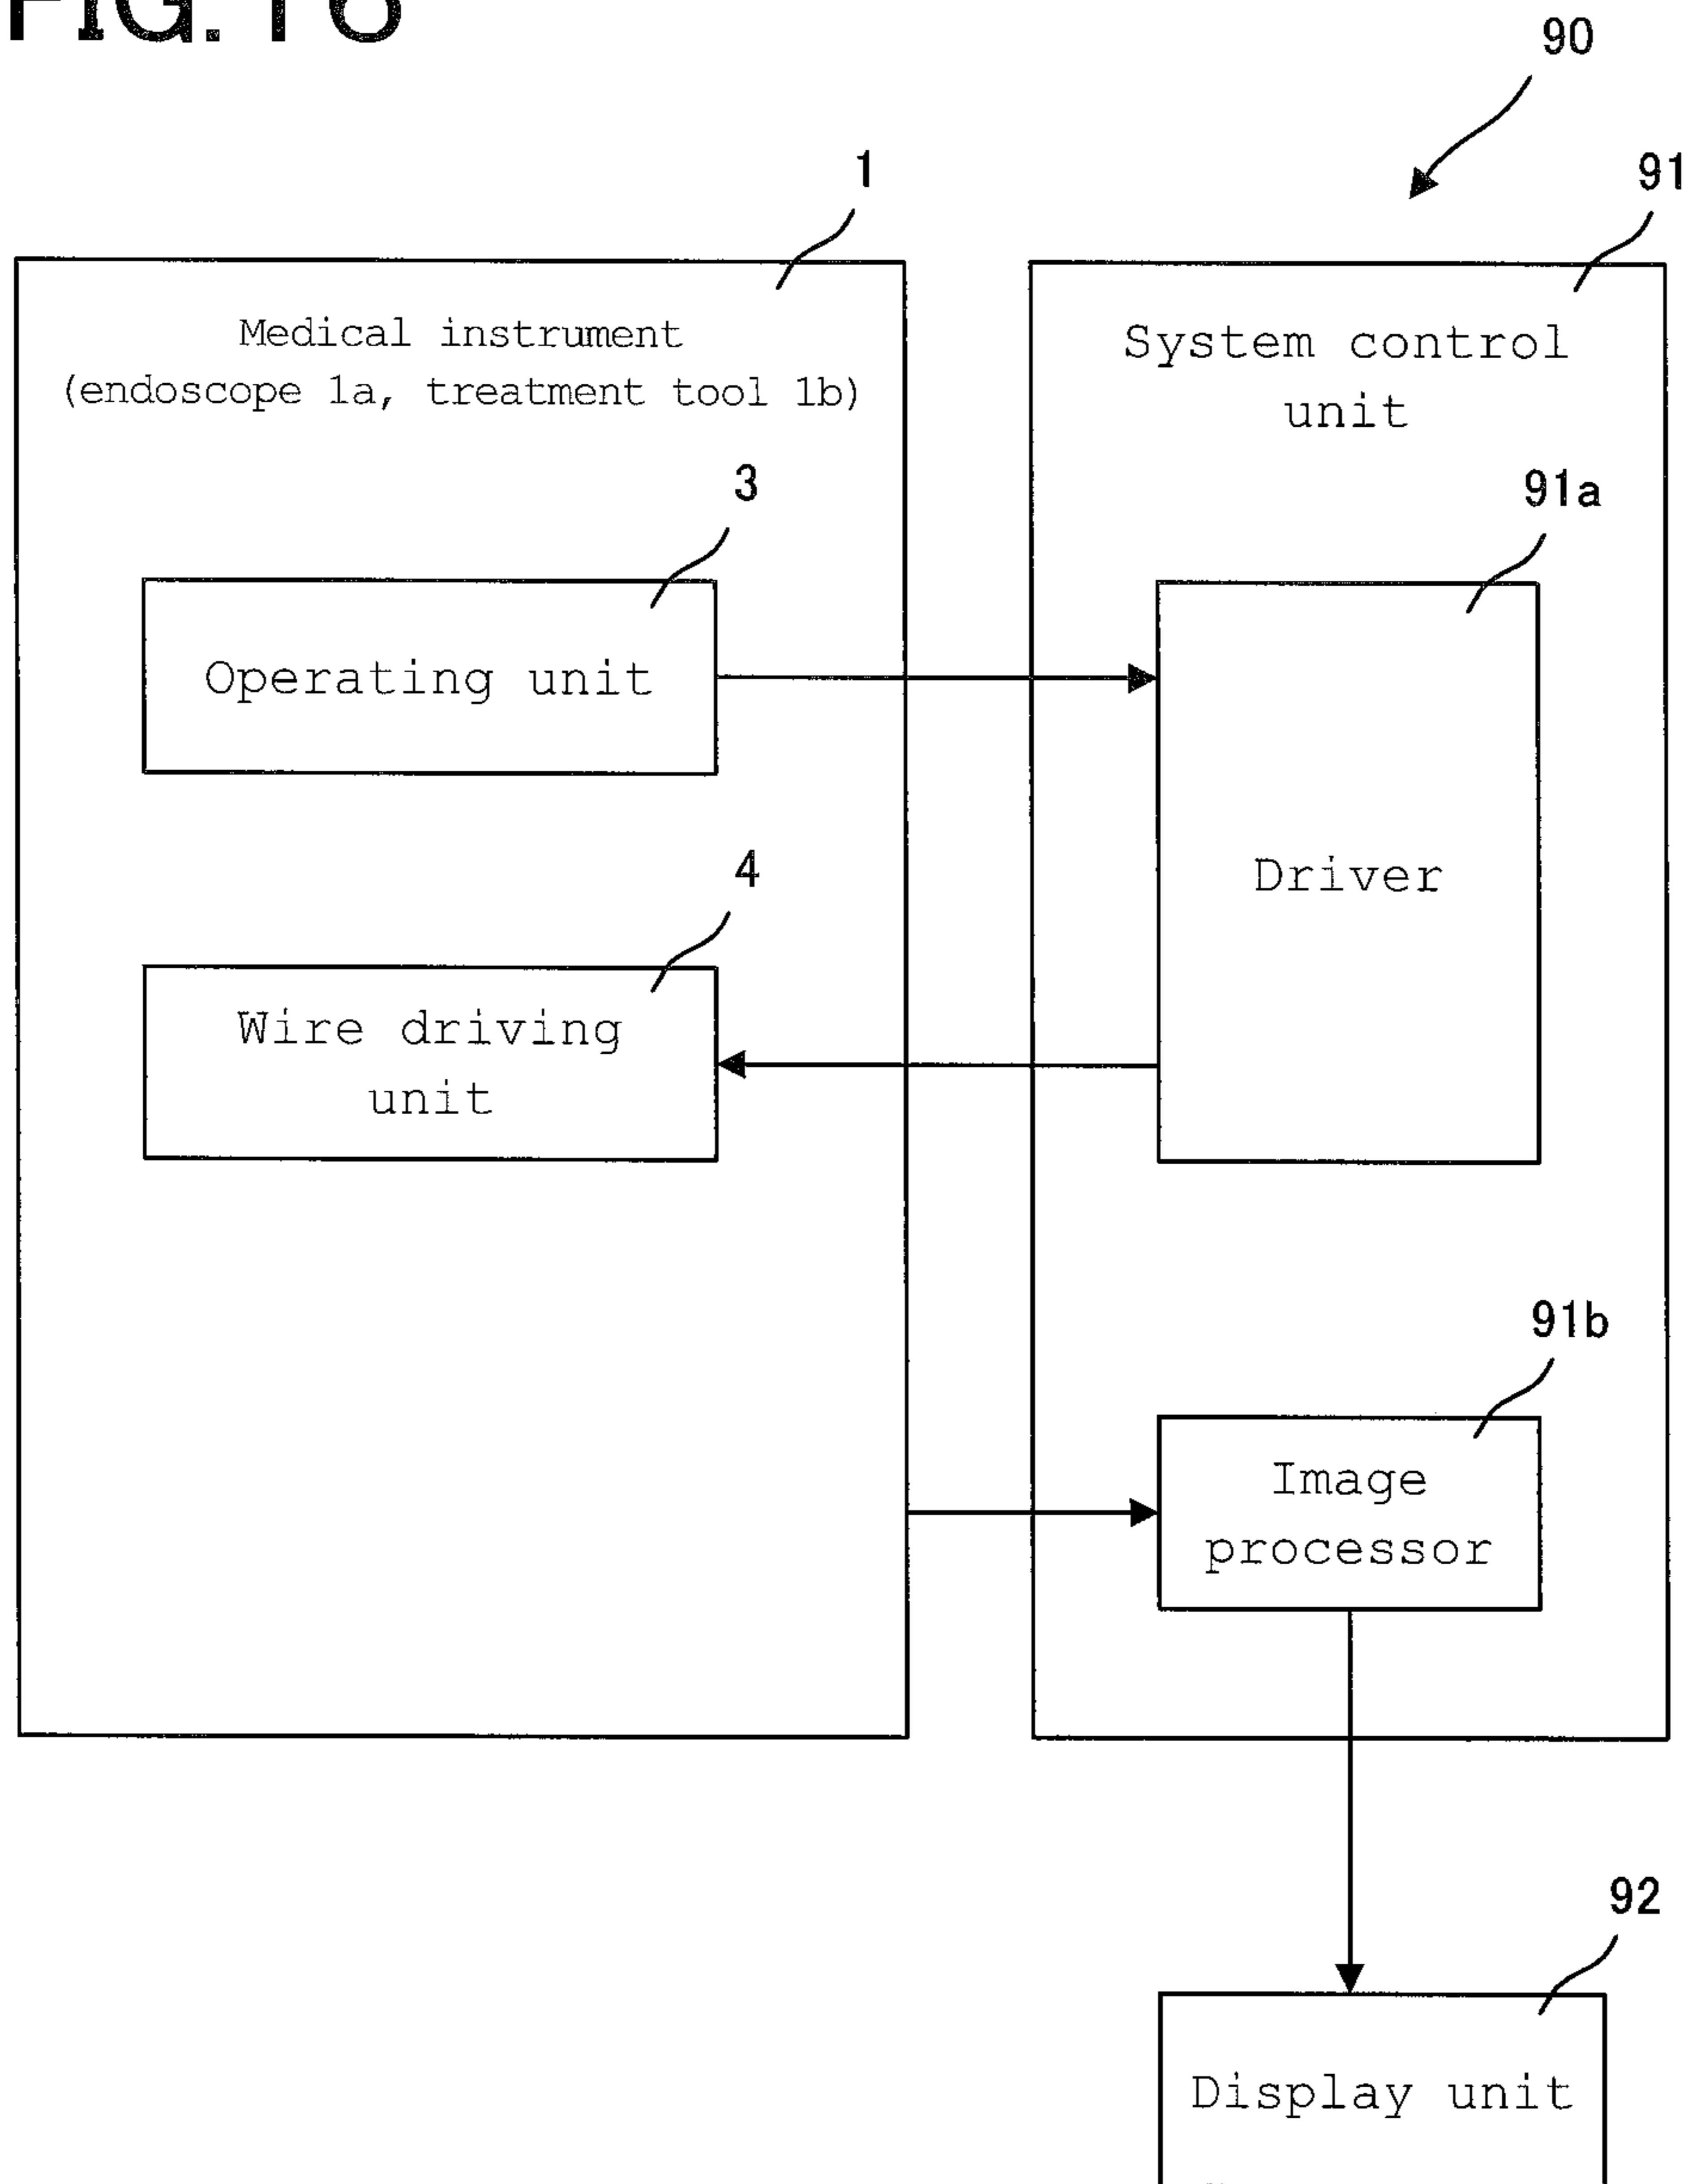 FIG.
90
1
91
Medical instrument
(endoscope 1a, treatment tool 1b)
System control
unit
3
91a
Operating unit
Driver
4
Wire driving
unit
91b
Image
processor
92
Display unit